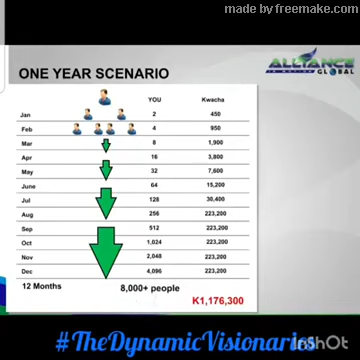 made by freemake.com
ALLIANCE
IN MOTION GLOBAL
ONE YEAR SCENARIO
YOU Kwacha
Jan 2 450
Feb 4 950
Mar 8 1,900
Apr 16 3,800
May 32 7,600
June 64 15,200
Jul 128 30,400
Aug 256 223,200
Sep 512 223,200
Oct 1,024 223,200
Nov 2,048 223,200
Dec 4,096 223,200
12 Months 8,000+ people
K1,176,300
#TheDynamicVisionaries
InShOt